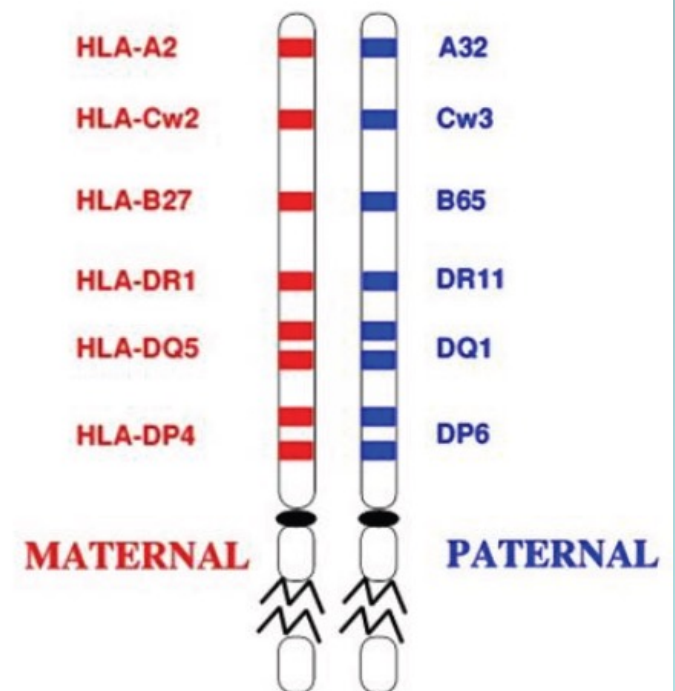 HLA-A2 A32
HLA-Cw2 Cw3
HLA-B27 B65
HLA-DR1 DR11
HLA-DQ5 DQ1
HLA-DP4 DP6
MATERNAL PATERNAL